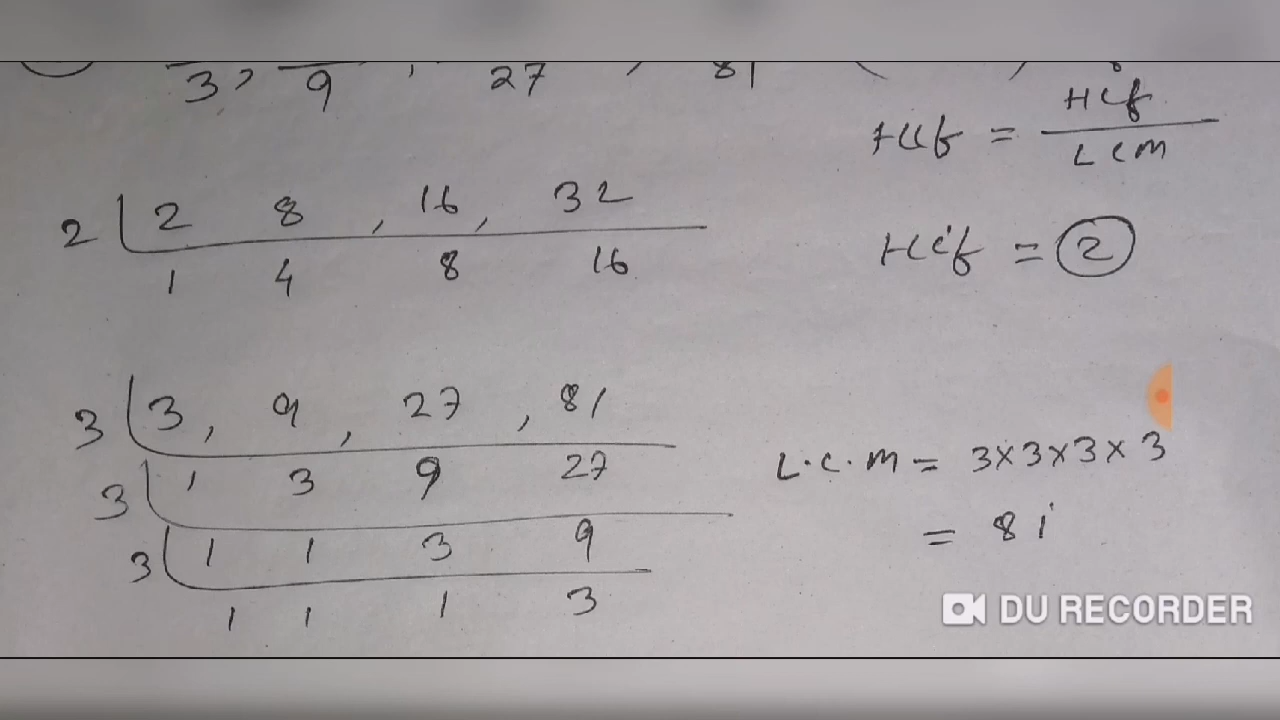 3, 9, 27, 81
HCf = HCf / LCM
2 | 2 8, 16, 32
1 4 8 16
HCf = 2
3 | 3, 9, 27, 81
3 | 1 3 9 27
3 | 1 1 3 9
1 1 1 3
L.C.M = 3×3×3×3
= 81
DU RECORDER